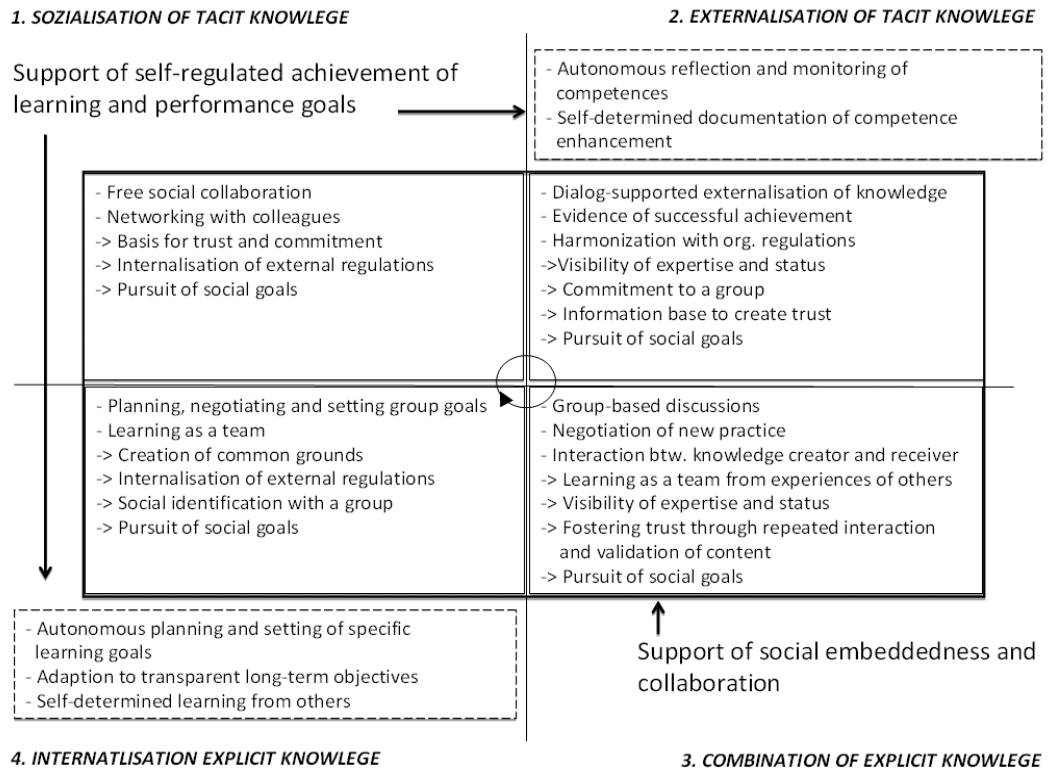 1. SOZIALISATION OF TACIT KNOWLEGE
2. EXTERNALISATION OF TACIT KNOWLEGE
Support of self-regulated achievement of
learning and performance goals
- Autonomous reflection and monitoring of
competences
- Self-determined documentation of competence
enhancement
- Free social collaboration
- Networking with colleagues
-> Basis for trust and commitment
-> Internalisation of external regulations
-> Pursuit of social goals
- Dialog-supported externalisation of knowledge
- Evidence of successful achievement
- Harmonization with org. regulations
->Visibility of expertise and status
-> Commitment to a group
-> Information base to create trust
-> Pursuit of social goals
- Planning, negotiating and setting group goals
- Learning as a team
-> Creation of common grounds
-> Internalisation of external regulations
-> Social identification with a group
-> Pursuit of social goals
- Group-based discussions
- Negotiation of new practice
- Interaction btw. knowledge creator and receiver
-> Learning as a team from experiences of others
-> Visibility of expertise and status
-> Fostering trust through repeated interaction
and validation of content
-> Pursuit of social goals
- Autonomous planning and setting of specific
learning goals
- Adaption to transparent long-term objectives
- Self-determined learning from others
Support of social embeddedness and
collaboration
4. INTERNATLISATION EXPLICIT KNOWLEGE
3. COMBINATION OF EXPLICIT KNOWLEGE